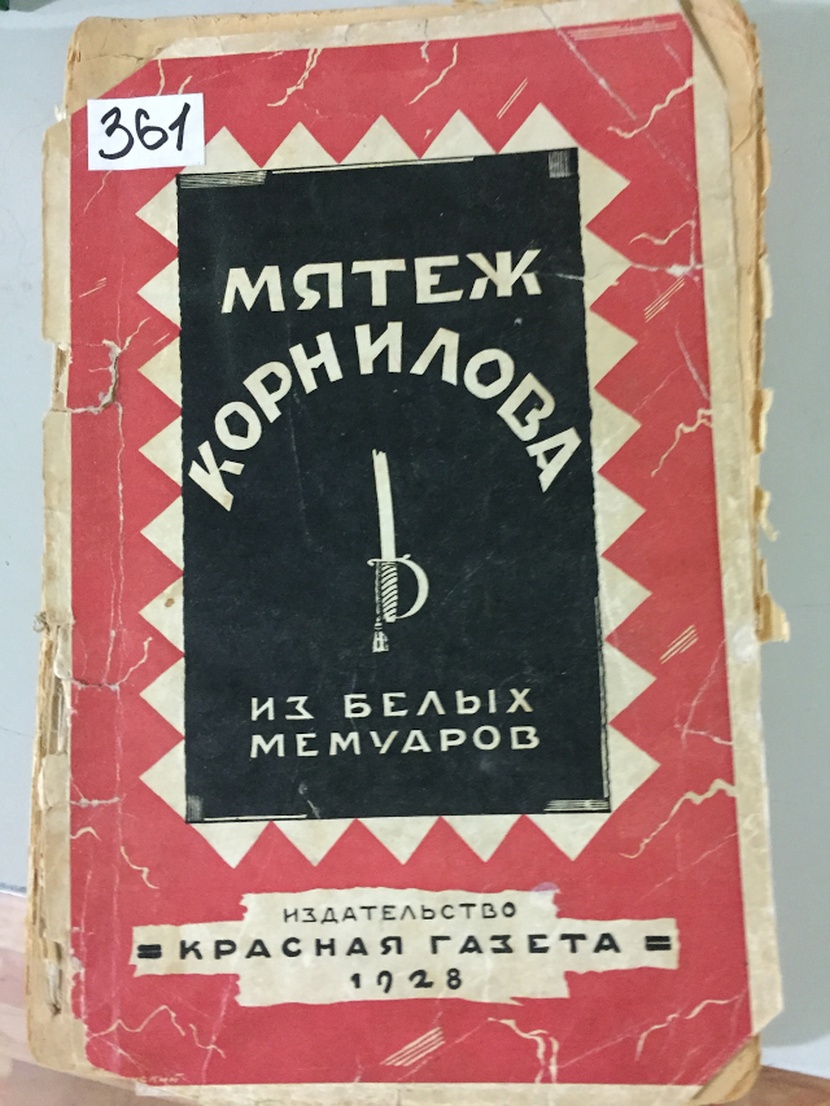 361
МЯТЕЖ
КОРНИЛОВА
ИЗ БЕЛЫХ
МЕМУАРОВ
ИЗДАТЕЛЬСТВО
= КРАСНАЯ ГАЗЕТА =
1928